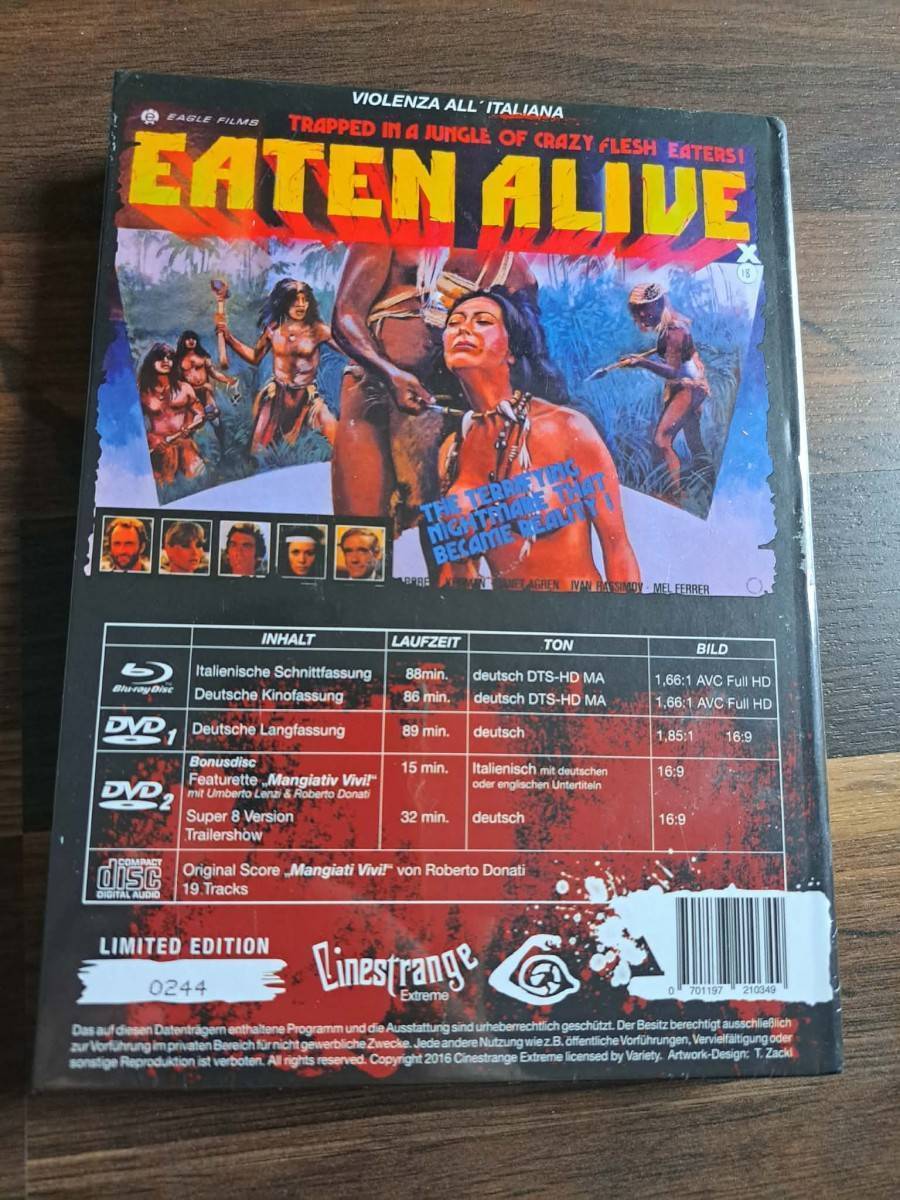 VIOLENZA ALL´ITALIANA
e EAGLE FILMS
TRAPPED IN A JUNGLE OF CRAZY FLESH EATERS!
EATEN ALIVE
X
18
THE TERRIFYING
NIGHTMARE THAT
BECAME REALITY!
IVAN RASSIMOV · MEL FERRER
INHALT LAUFZEIT TON BILD
Blu-ray Disc Italienische Schnittfassung 88min. deutsch DTS-HD MA 1,66:1 AVC Full HD
Deutsche Kinofassung 86 min. deutsch DTS-HD MA 1,66:1 AVC Full HD
DVD 1 Deutsche Langfassung 89 min. deutsch 1,85:1 16:9
Bonusdisc
DVD 2 Featurette „Mangiativ Vivi!“ 15 min. Italienisch mit deutschen 16:9
mit Umberto Lenzi & Roberto Donati oder englischen Untertiteln
Super 8 Version 32 min. deutsch 16:9
Trailershow
COMPACT
disc
DIGITAL AUDIO
Original Score „Mangiati Vivi!“ von Roberto Donati
19 Tracks
LIMITED EDITION
0244
Cinestrange
Extreme
0 701197 210349
Das auf diesen Datenträgern enthaltene Programm und die Ausstattung sind urheberrechtlich geschützt. Der Besitz berechtigt ausschließlich
zur Vorführung im privaten Bereich für nicht gewerbliche Zwecke. Jede andere Nutzung wie z.B. öffentliche Vorführungen, Vervielfältigung oder
sonstige Reproduktion ist verboten. All rights reserved. Copyright 2016 Cinestrange Extreme licensed by Variety. Artwork-Design: T. Zacki